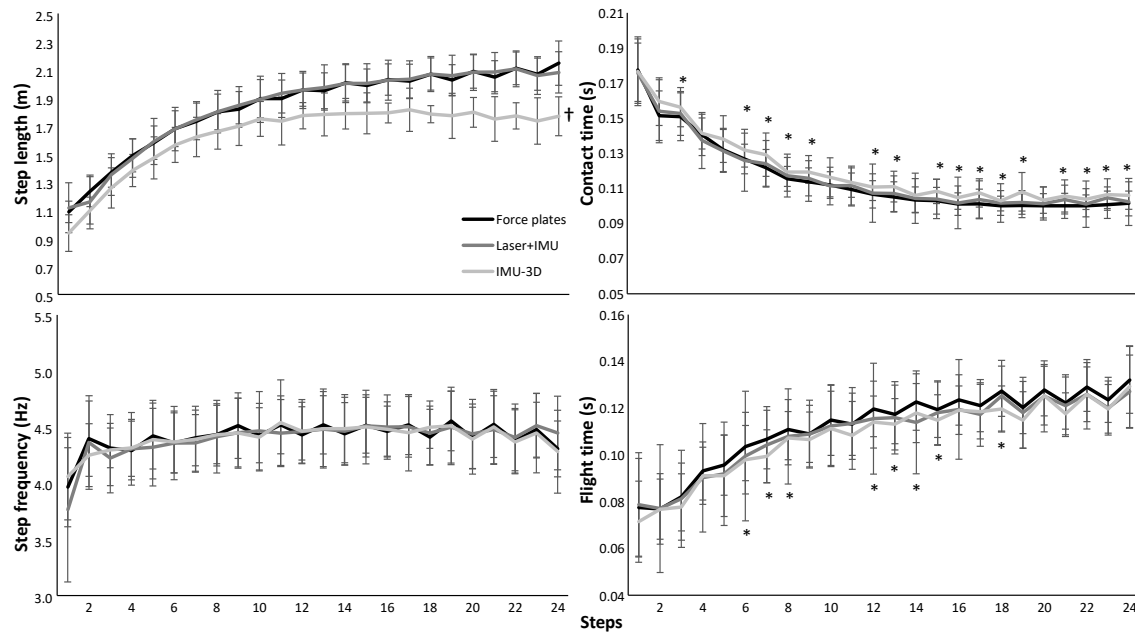 Step length (m)
2.5
2.3
2.1
1.9
1.7
1.5
1.3
1.1
0.9
0.7
0.5
†
Force plates
Laser+IMU
IMU-3D
Contact time (s)
0.21
0.19
0.17
0.15
0.13
0.11
0.09
0.07
0.05
* * * * * * * * * * * * * * * *
Step frequency (Hz)
5.5
5.0
4.5
4.0
3.5
3.0
2 4 6 8 10 12 14 16 18 20 22 24
Flight time (s)
0.16
0.14
0.12
0.10
0.08
0.06
0.04
* * * * * * * *
2 4 6 8 10 12 14 16 18 20 22 24
Steps